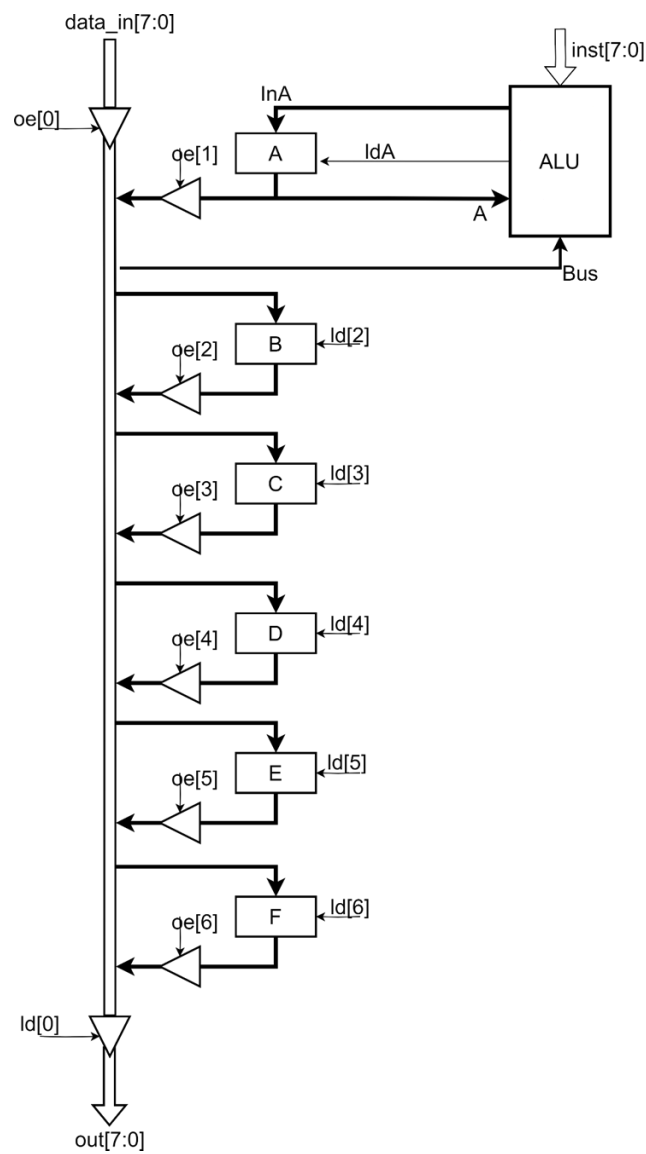 data_in[7:0]
inst[7:0]
InA
oe[0]
oe[1]
A
ldA
ALU
A
Bus
B
ld[2]
oe[2]
C
ld[3]
oe[3]
D
ld[4]
oe[4]
E
ld[5]
oe[5]
F
ld[6]
oe[6]
ld[0]
out[7:0]